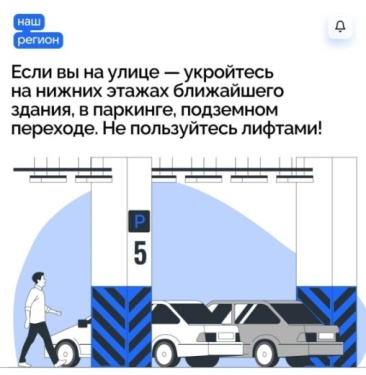 наш
регион
Если вы на улице — укройтесь
на нижних этажах ближайшего
здания, в паркинге, подземном
переходе. Не пользуйтесь лифтами!
P
5